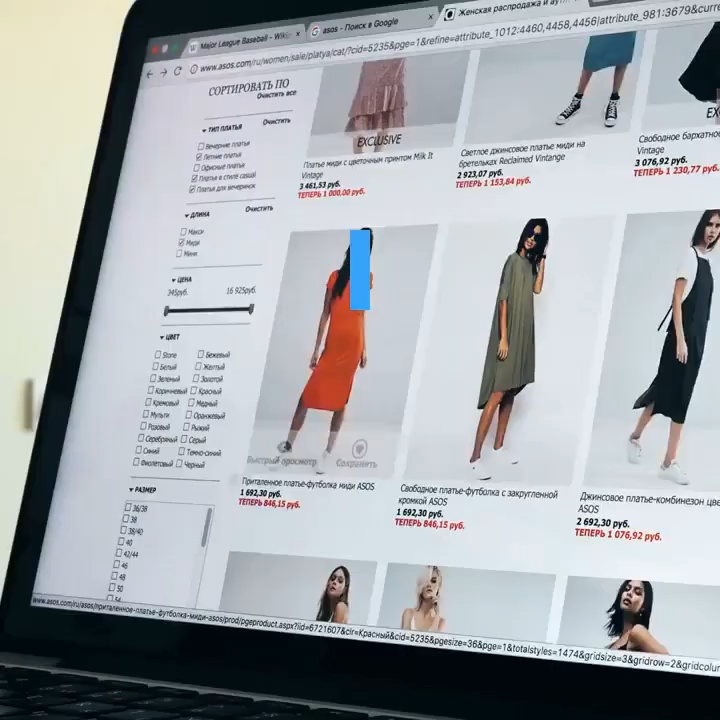 Major League Baseball - Wiki
asos - Поиск в Google
Женская распродажа и аут
www.asos.com/ru/women/sale/platya/cat/?cid=5235&pge=1&refine=attribute_1012:4460,4458,4456|attribute_981:3679&curre
СОРТИРОВАТЬ ПО
Очистить все
ТИП ПЛАТЬЯ
Очистить
Вечерние платья
Летние платья
Офисные платья
Платья в стиле casual
Платья для вечеринок
ДЛИНА
Очистить
Макси
Миди
Мини
ЦЕНА
345руб.
16 925руб.
ЦВЕТ
Stone
Бежевый
Белый
Желтый
Зеленый
Золотой
Коричневый
Красный
Кремовый
Медный
Мульти
Оранжевый
Розовый
Рыжий
Серебряный
Серый
Синий
Темно-синий
Фиолетовый
Черный
РАЗМЕР
36/38
38
38/40
40
42/44
46
48
50
54
EXCLUSIVE
Платье миди с цветочным принтом Milk It
Vintage
3 461,53 руб.
ТЕПЕРЬ 1 000,00 руб.
Светлое джинсовое платье миди на
бретельках Reclaimed Vintange
2 923,07 руб.
ТЕПЕРЬ 1 153,84 руб.
EX
Свободное бархатно
Vintage
3 076,92 руб.
ТЕПЕРЬ 1 230,77 руб.
Быстрый просмотр
Сохранить
Приталенное платье-футболка миди ASOS
1 692,30 руб.
ТЕПЕРЬ 846,15 руб.
Свободное платье-футболка с закругленной
кромкой ASOS
1 692,30 руб.
ТЕПЕРЬ 846,15 руб.
Джинсовое платье-комбинезон цве
ASOS
2 692,30 руб.
ТЕПЕРЬ 1 076,92 руб.
www.asos.com/ru/asos/приталенное-платье-футболка-миди-asos/prod/pgeproduct.aspx?iid=6721607&clr=Красный&cid=5235&pgesize=36&pge=1&totalstyles=1474&gridsize=3&gridrow=2&gridcolum